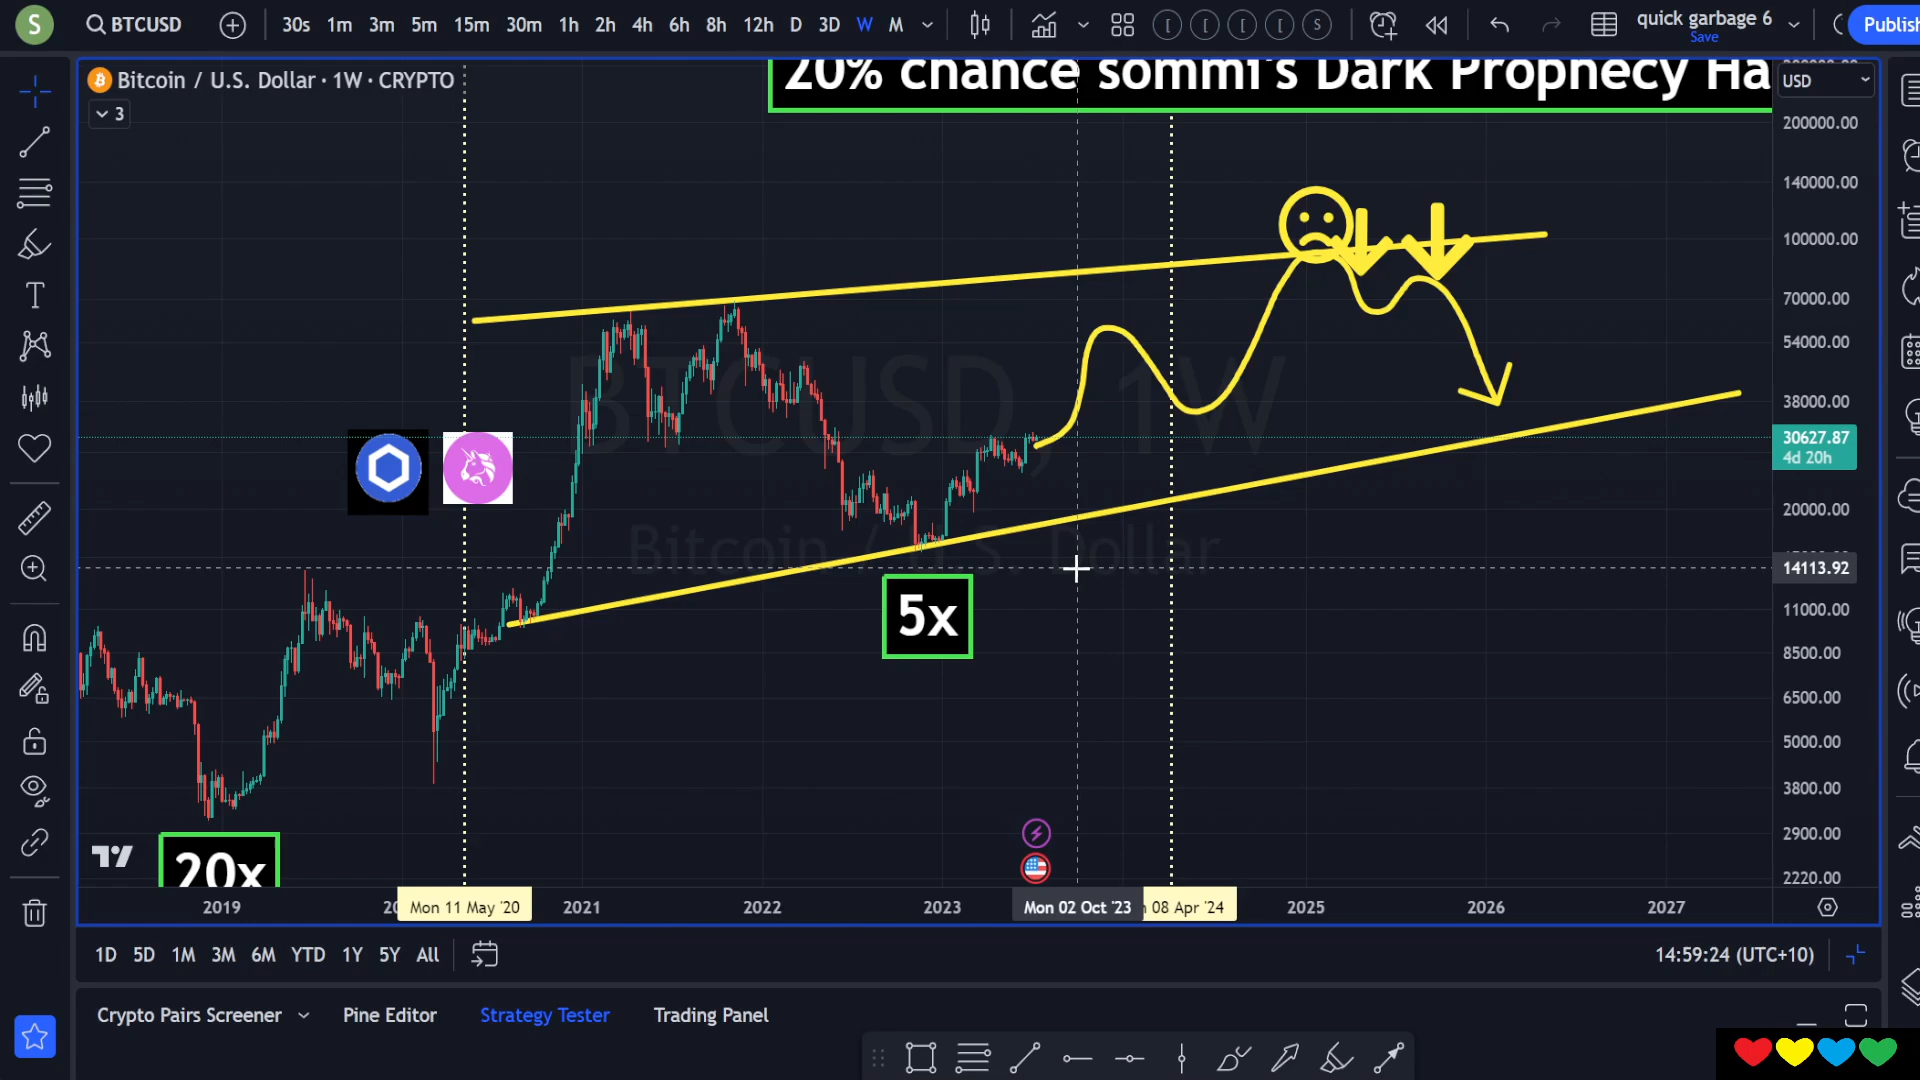 S
BTCUSD
30s 1m 3m 5m 15m 30m 1h 2h 4h 6h 8h 12h D 3D W M
[ [ [ [ S
quick garbage 6
Save
Publish
Bitcoin / U.S. Dollar · 1W · CRYPTO
3
20% chance sommi's Dark Prophecy Ha
USD
200000.00
140000.00
100000.00
70000.00
54000.00
38000.00
30627.87
4d 20h
20000.00
14113.92
11000.00
8500.00
6500.00
5000.00
3800.00
2900.00
2220.00
BTCUSD, 1W
Bitcoin / U.S. Dollar
5x
20x
2019
Mon 11 May '20
2021
2022
2023
Mon 02 Oct '23
08 Apr '24
2025
2026
2027
1D 5D 1M 3M 6M YTD 1Y 5Y All
14:59:24 (UTC+10)
Crypto Pairs Screener
Pine Editor
Strategy Tester
Trading Panel